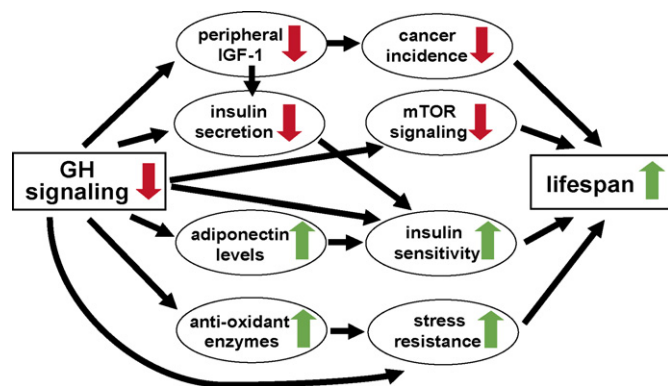 peripheral
IGF-1
cancer
incidence
insulin
secretion
mTOR
signaling
GH
signaling
lifespan
adiponectin
levels
insulin
sensitivity
anti-oxidant
enzymes
stress
resistance